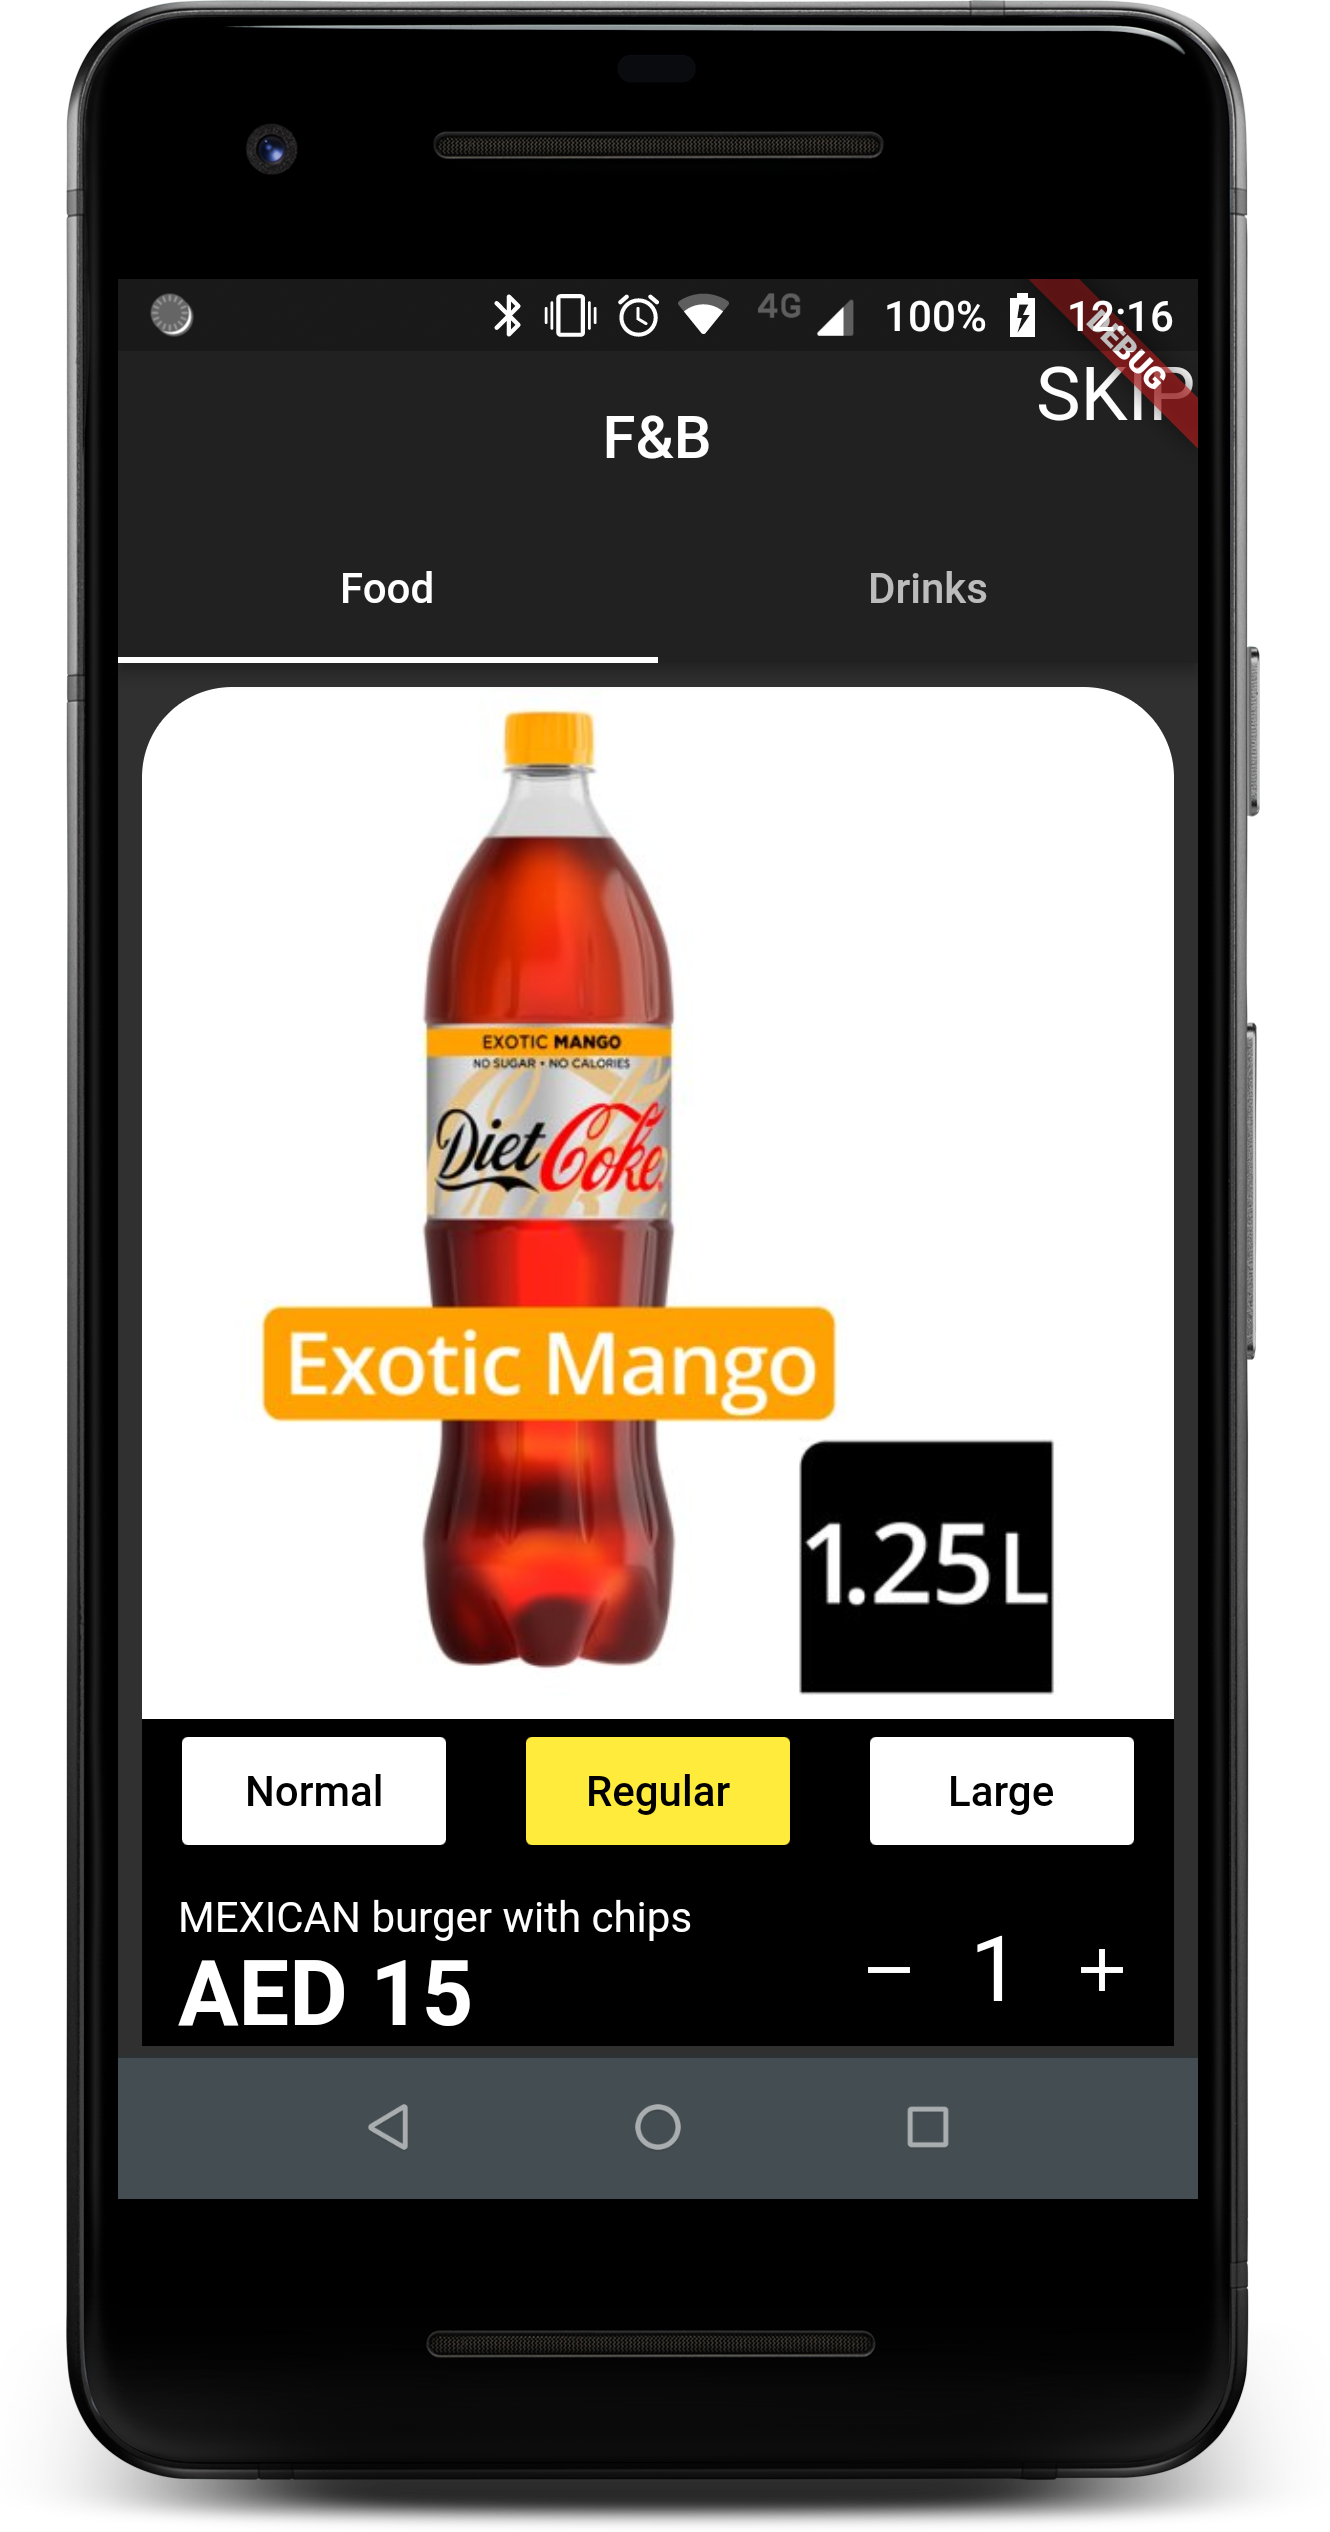 4G 100% 12:16
DEBUG
SKIP
F&B
Food Drinks
EXOTIC MANGO
NO SUGAR • NO CALORIES
Diet Coke
Exotic Mango
1.25L
Normal Regular Large
MEXICAN burger with chips
AED 15
1